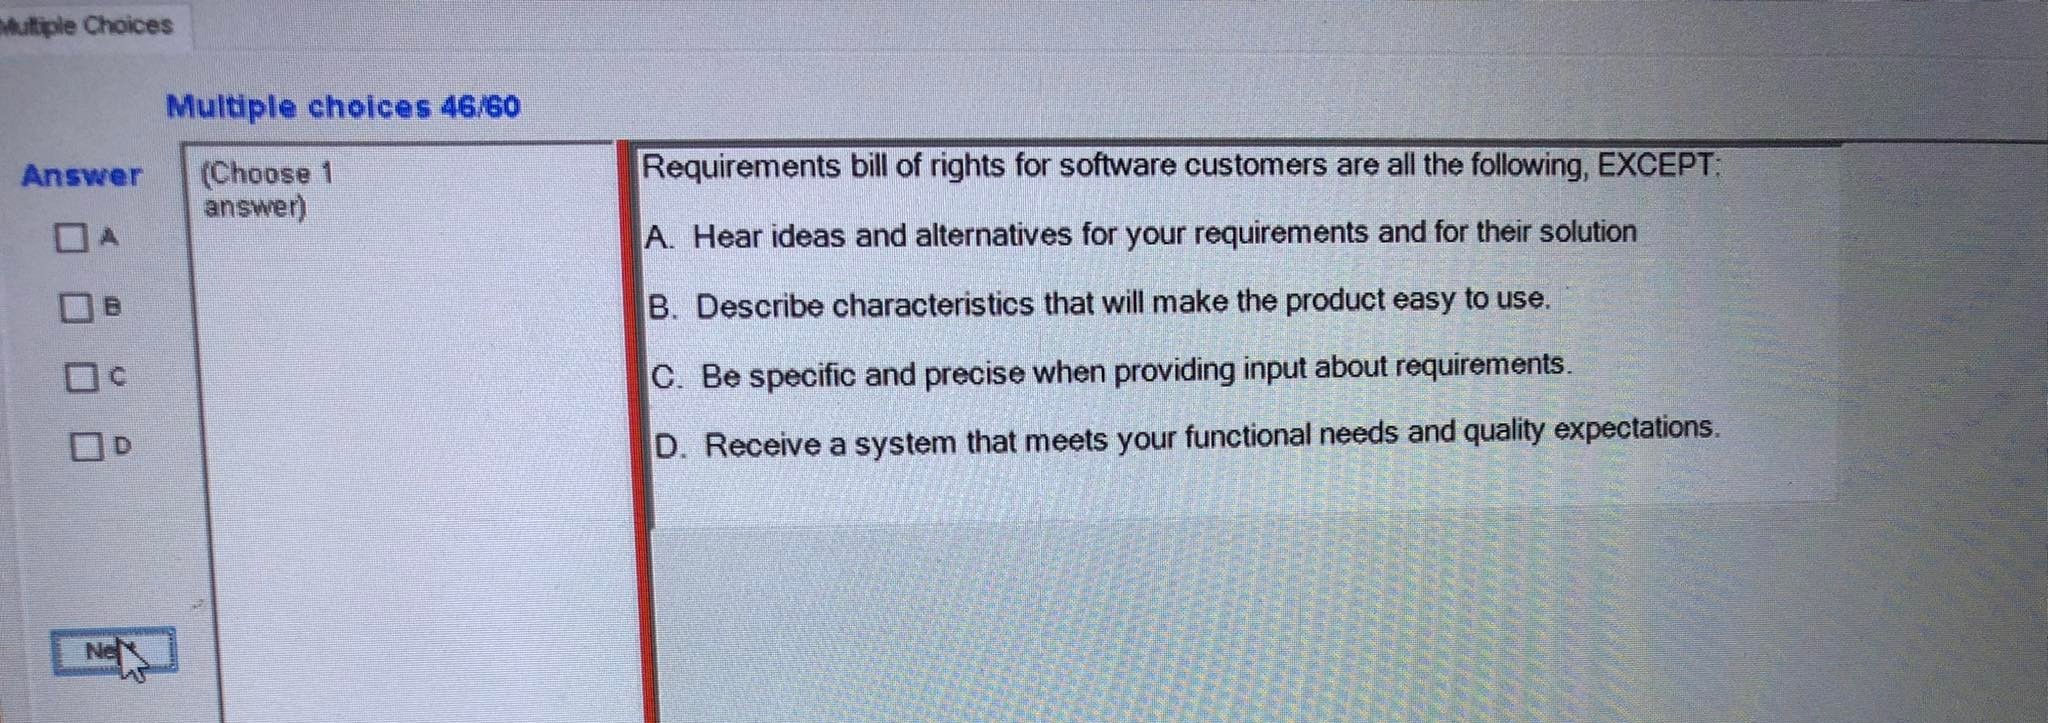 Multiple Choices
Multiple choices 46/60
Answer
(Choose 1
answer)
A
B
C
D
Requirements bill of rights for software customers are all the following, EXCEPT:
A. Hear ideas and alternatives for your requirements and for their solution
B. Describe characteristics that will make the product easy to use.
C. Be specific and precise when providing input about requirements.
D. Receive a system that meets your functional needs and quality expectations.